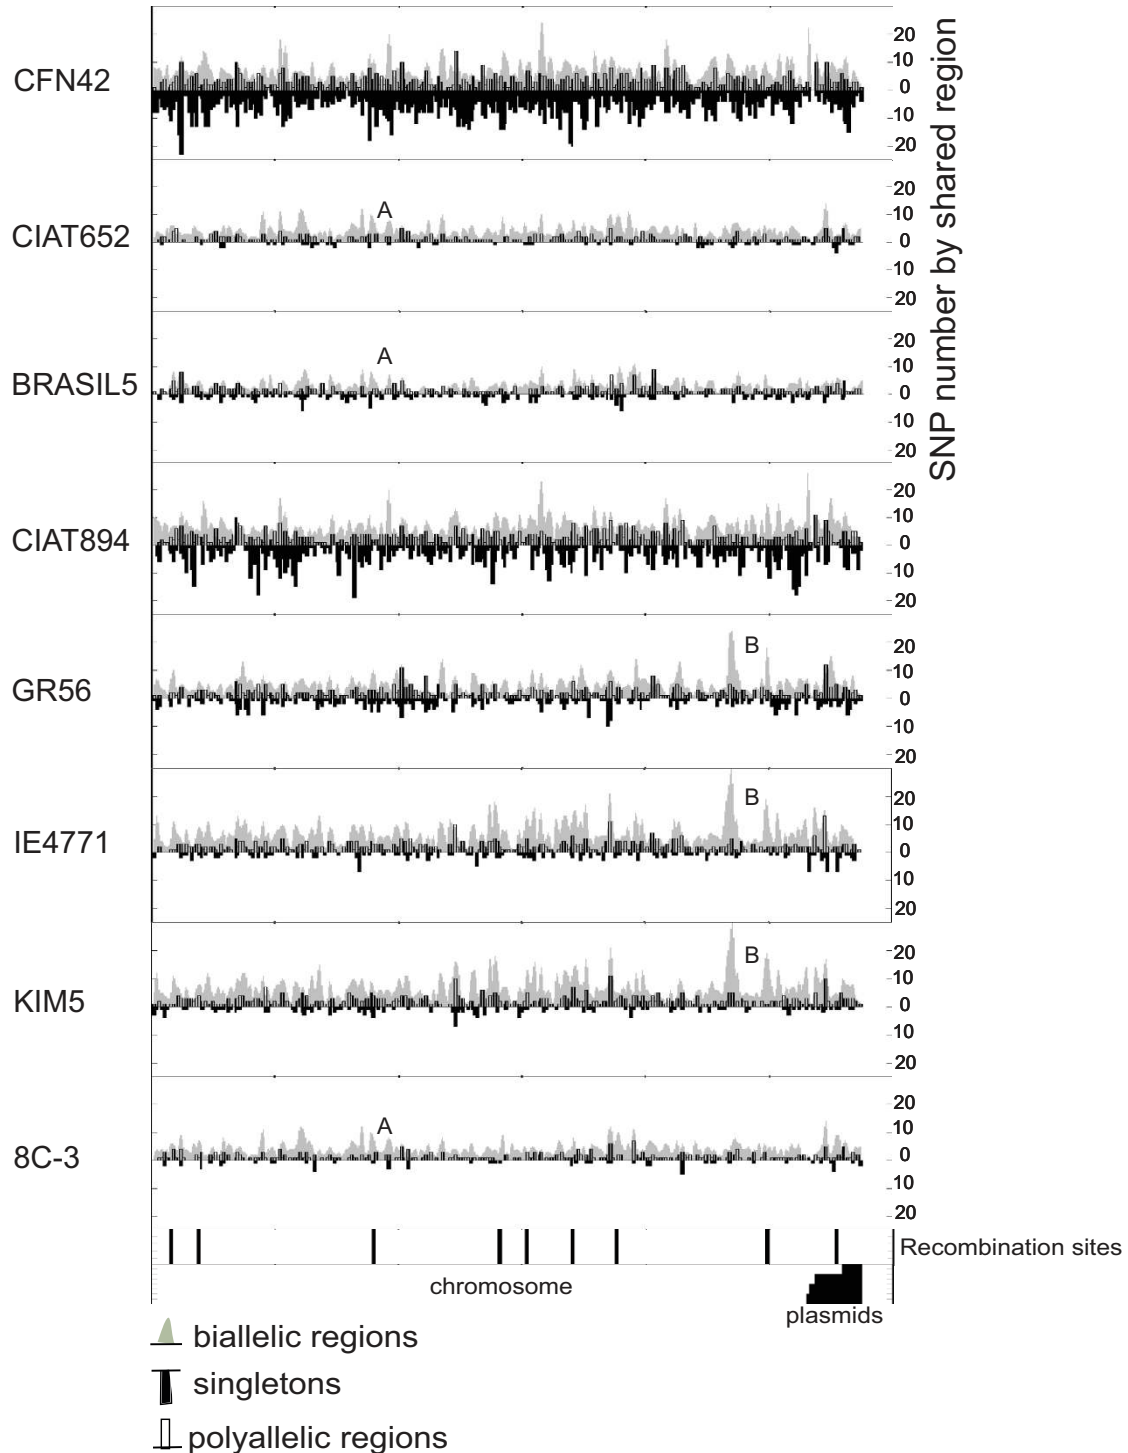 CFN42
20
10
0
10
20
CIAT652
A
20
10
0
10
20
BRASIL5
A
20
10
0
10
20
CIAT894
20
10
0
10
20
GR56
B
20
10
0
10
20
IE4771
B
20
10
0
10
20
KIM5
B
20
10
0
10
20
8C-3
A
20
10
0
10
20
SNP number by shared region
Recombination sites
chromosome
plasmids
biallelic regions
singletons
polyallelic regions